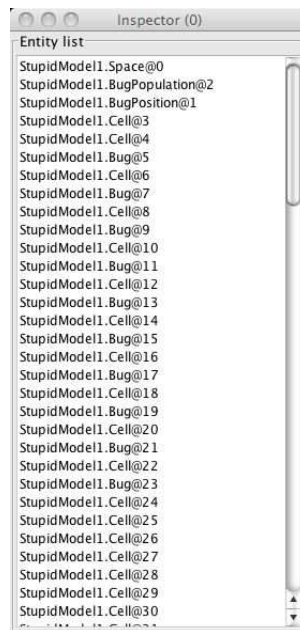 Inspector (0)
Entity list
StupidModel1.Space@0
StupidModel1.BugPopulation@2
StupidModel1.BugPosition@1
StupidModel1.Cell@3
StupidModel1.Cell@4
StupidModel1.Bug@5
StupidModel1.Cell@6
StupidModel1.Bug@7
StupidModel1.Cell@8
StupidModel1.Bug@9
StupidModel1.Cell@10
StupidModel1.Bug@11
StupidModel1.Cell@12
StupidModel1.Bug@13
StupidModel1.Cell@14
StupidModel1.Bug@15
StupidModel1.Cell@16
StupidModel1.Bug@17
StupidModel1.Cell@18
StupidModel1.Bug@19
StupidModel1.Cell@20
StupidModel1.Bug@21
StupidModel1.Cell@22
StupidModel1.Bug@23
StupidModel1.Cell@24
StupidModel1.Cell@25
StupidModel1.Cell@26
StupidModel1.Cell@27
StupidModel1.Cell@28
StupidModel1.Cell@29
StupidModel1.Cell@30